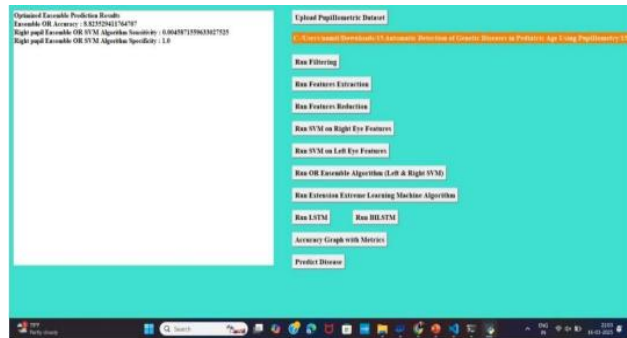 Optimized Ensemble Prediction Results
Ensemble OR Accuracy : 8.823529411764707
Right pupil Ensemble OR SVM Algorithm Sensitivity : 0.0045871559633027525
Right pupil Ensemble OR SVM Algorithm Specificity : 1.0
Upload Pupillometric Dataset
Automatic Detection of Genetic Diseases in Pediatric Age Using Pupillometry
Run Filtering
Run Features Extraction
Run Features Reduction
Run SVM on Right Eye Features
Run SVM on Left Eye Features
Run OR Ensemble Algorithm (Left & Right SVM)
Run Extension Extreme Learning Machine Algorithm
Run LSTM
Run BILSTM
Accuracy Graph with Metrics
Predict Disease
Search
ENG
IN